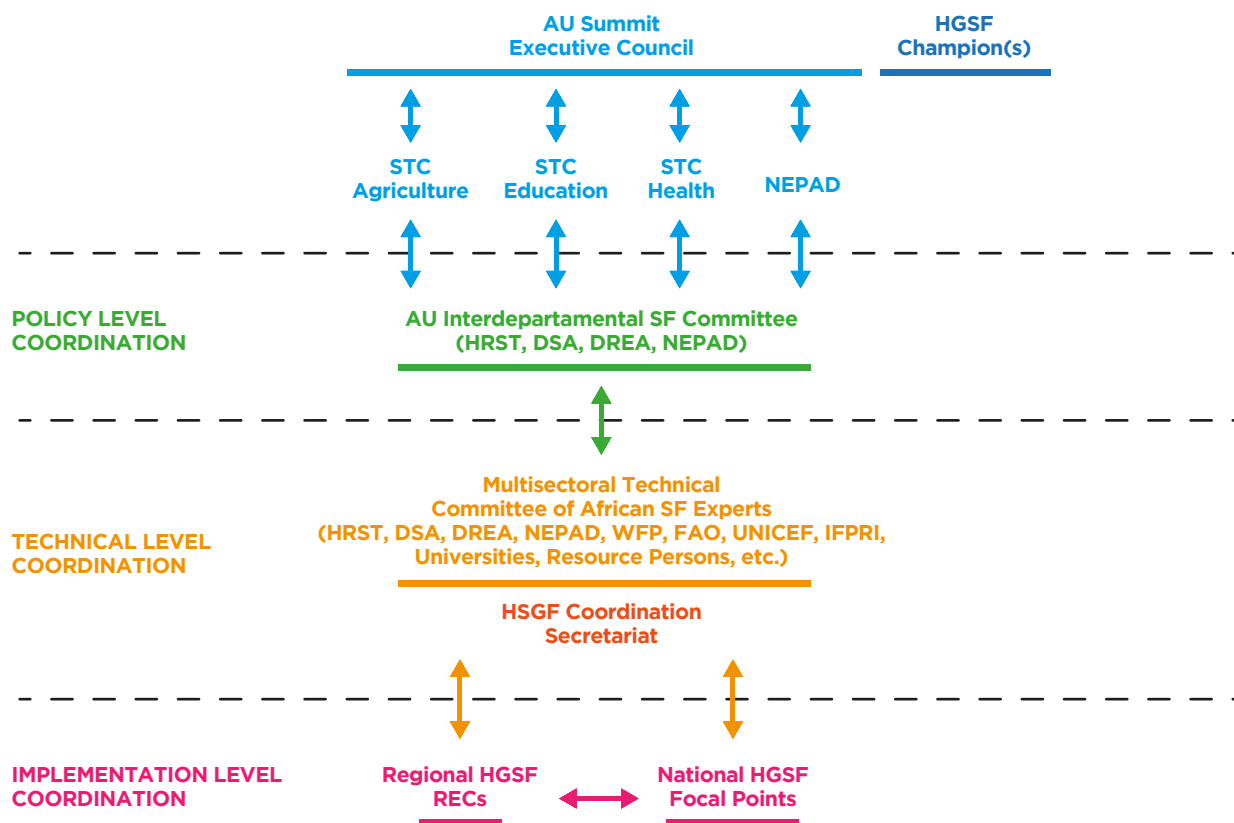 AU Summit
Executive Council
HGSF
Champion(s)
STC
Agriculture
STC
Education
STC
Health
NEPAD
POLICY LEVEL
COORDINATION
AU Interdepartamental SF Committee
(HRST, DSA, DREA, NEPAD)
TECHNICAL LEVEL
COORDINATION
Multisectoral Technical
Committee of African SF Experts
(HRST, DSA, DREA, NEPAD, WFP, FAO, UNICEF, IFPRI,
Universities, Resource Persons, etc.)
HSGF Coordination
Secretariat
IMPLEMENTATION LEVEL
COORDINATION
Regional HGSF
RECs
National HGSF
Focal Points